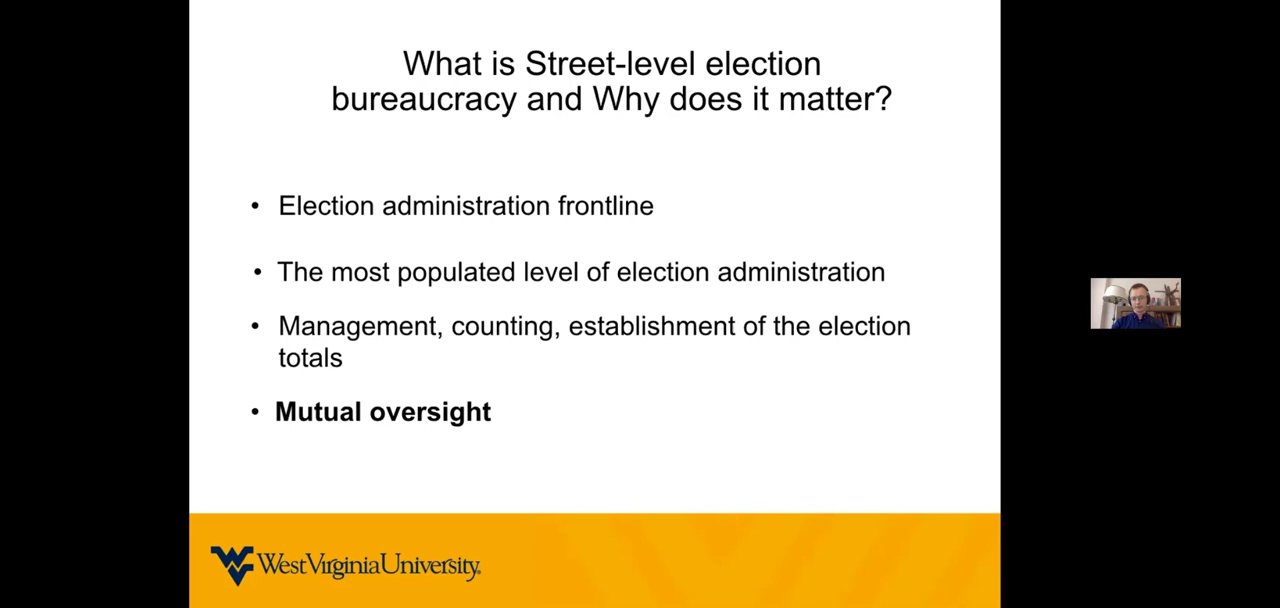 What is Street-level election
bureaucracy and Why does it matter?
• Election administration frontline
• The most populated level of election administration
• Management, counting, establishment of the election
totals
• Mutual oversight
WestVirginiaUniversity.